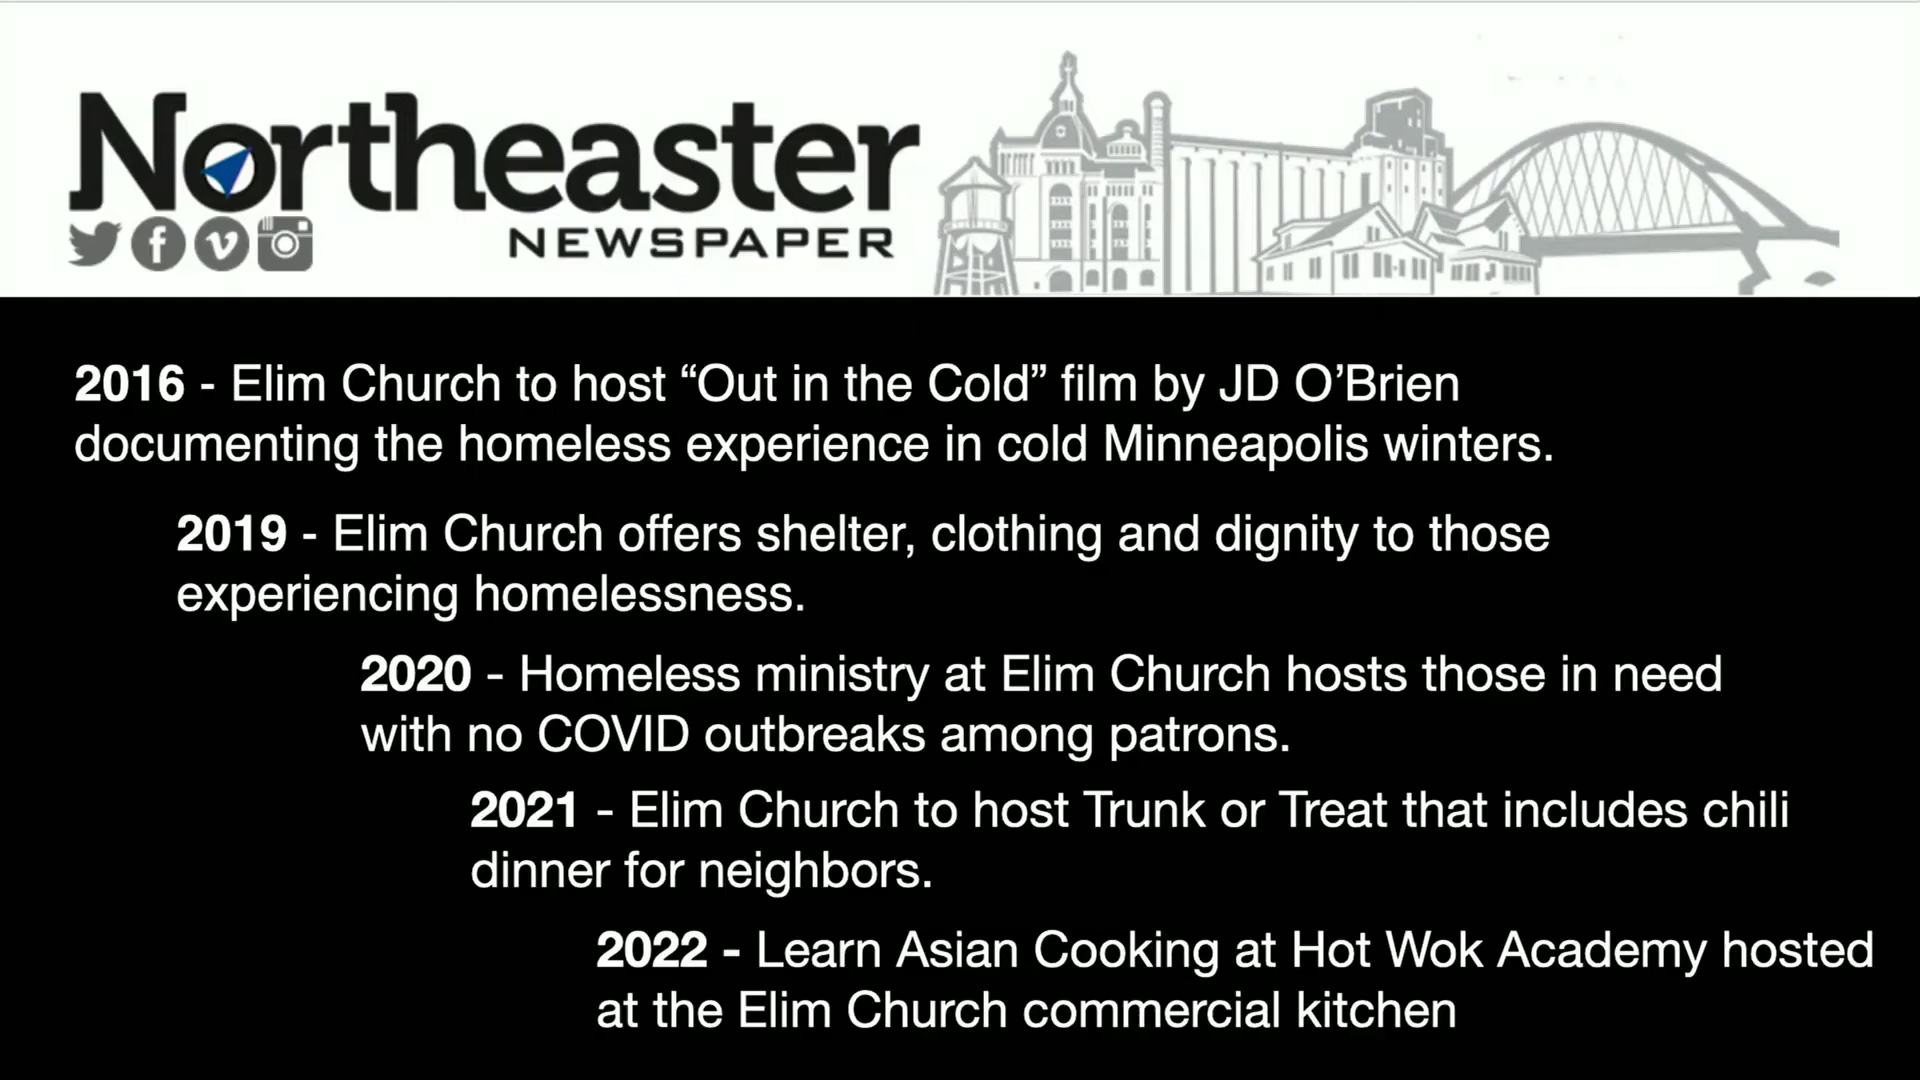 Northeaster
NEWSPAPER
2016 - Elim Church to host “Out in the Cold” film by JD O’Brien
documenting the homeless experience in cold Minneapolis winters.
2019 - Elim Church offers shelter, clothing and dignity to those
experiencing homelessness.
2020 - Homeless ministry at Elim Church hosts those in need
with no COVID outbreaks among patrons.
2021 - Elim Church to host Trunk or Treat that includes chili
dinner for neighbors.
2022 - Learn Asian Cooking at Hot Wok Academy hosted
at the Elim Church commercial kitchen